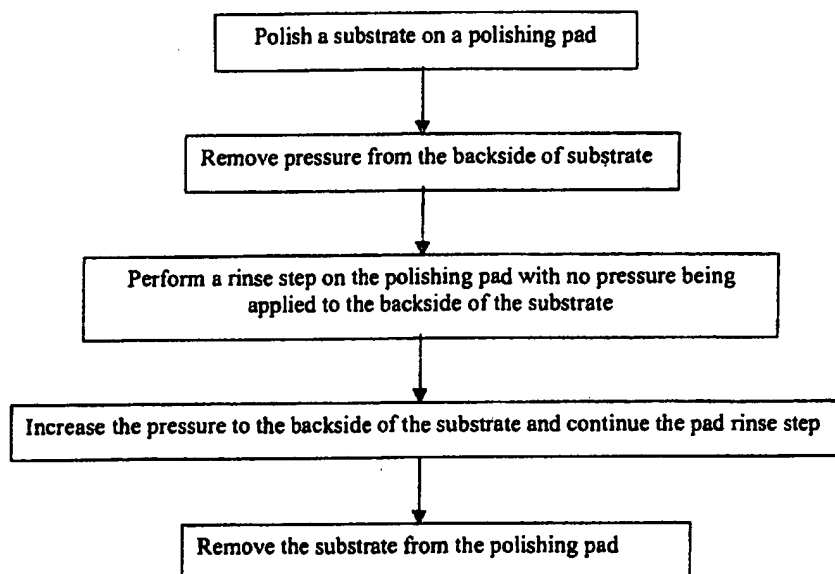 Polish a substrate on a polishing pad
Remove pressure from the backside of substrate
Perform a rinse step on the polishing pad with no pressure being
applied to the backside of the substrate
Increase the pressure to the backside of the substrate and continue the pad rinse step
Remove the substrate from the polishing pad